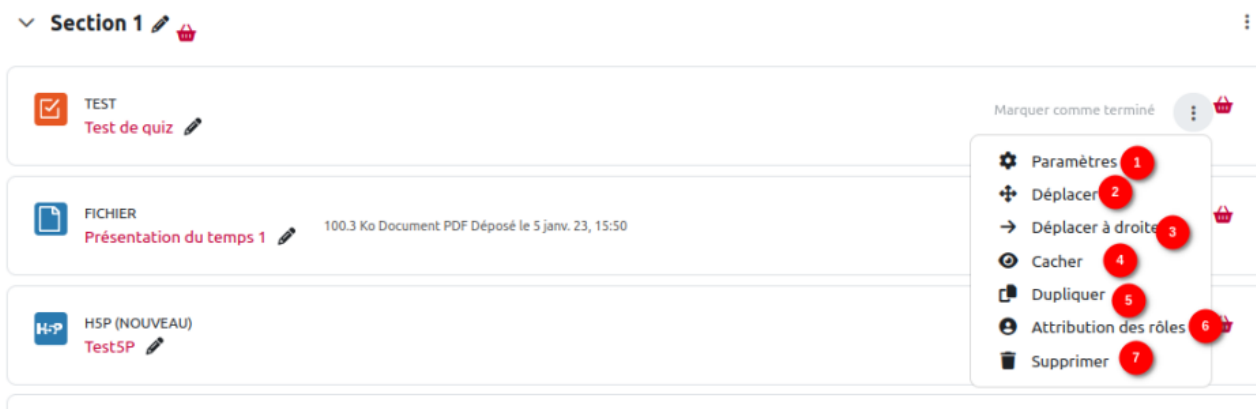 Section 1
TEST
Test de quiz
Marquer comme terminé
Paramètres 1
Déplacer 2
FICHIER
Présentation du temps 1
100.3 Ko Document PDF Déposé le 5 janv. 23, 15:50
Déplacer à droite 3
Cacher 4
Dupliquer 5
H5P (NOUVEAU)
Test5P
H5P
Attribution des rôles 6
Supprimer 7